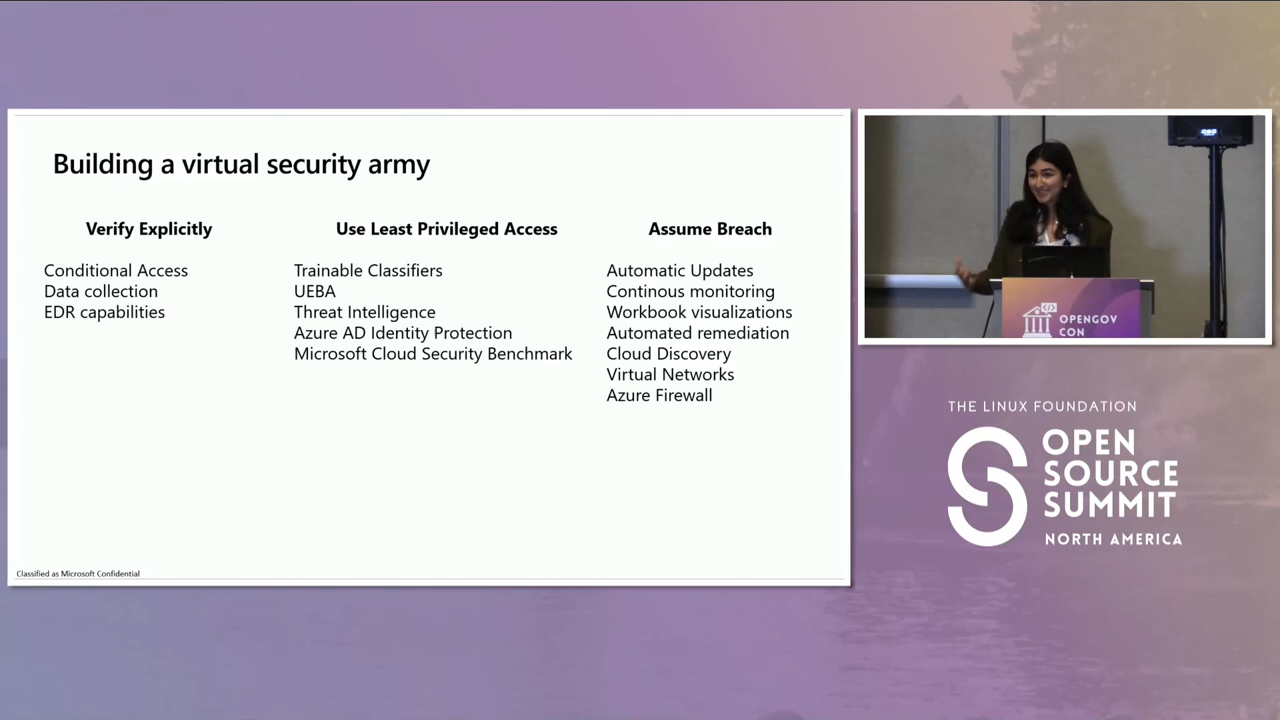 Building a virtual security army
Verify Explicitly
Conditional Access
Data collection
EDR capabilities
Use Least Privileged Access
Trainable Classifiers
UEBA
Threat Intelligence
Azure AD Identity Protection
Microsoft Cloud Security Benchmark
Assume Breach
Automatic Updates
Continous monitoring
Workbook visualizations
Automated remediation
Cloud Discovery
Virtual Networks
Azure Firewall
Classified as Microsoft Confidential
OPENGOV
CON
THE LINUX FOUNDATION
OPEN
SOURCE
SUMMIT
NORTH AMERICA